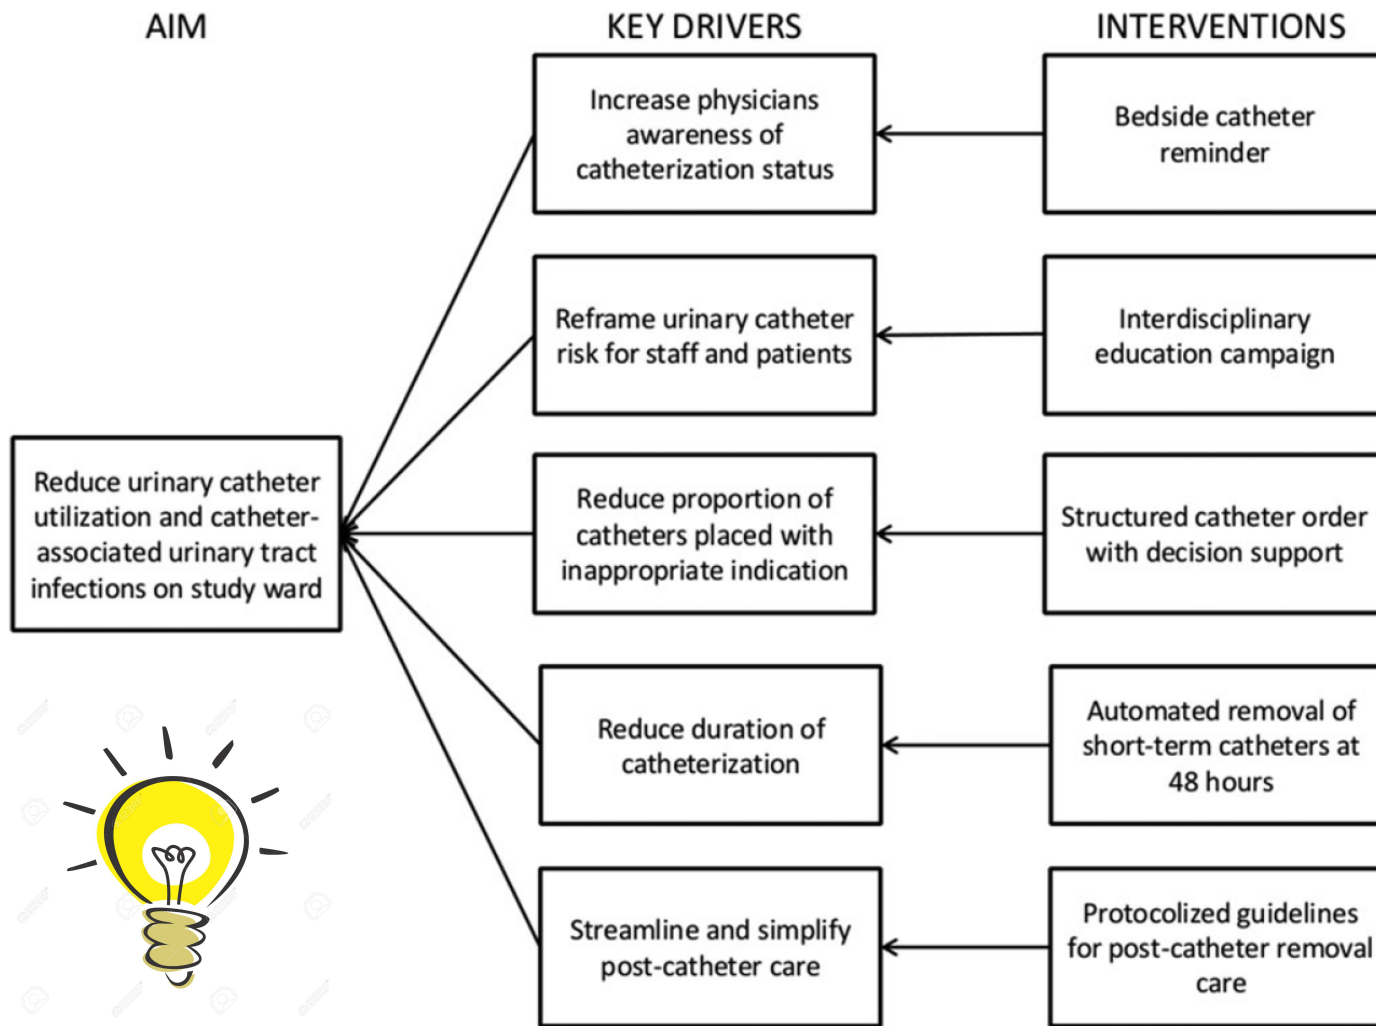 AIM
KEY DRIVERS
INTERVENTIONS
Increase physicians
awareness of
catheterization status
Bedside catheter
reminder
Reframe urinary catheter
risk for staff and patients
Interdisciplinary
education campaign
Reduce urinary catheter
utilization and catheter-
associated urinary tract
infections on study ward
Reduce proportion of
catheters placed with
inappropriate indication
Structured catheter order
with decision support
Reduce duration of
catheterization
Automated removal of
short-term catheters at
48 hours
Streamline and simplify
post-catheter care
Protocolized guidelines
for post-catheter removal
care